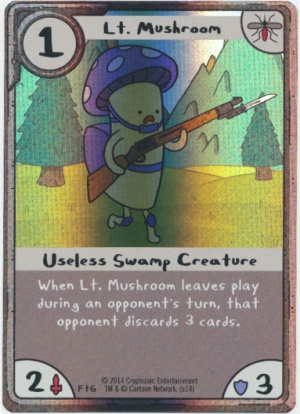 1
Lt. Mushroom
Useless Swamp Creature
When Lt. Mushroom leaves play
during an opponent's turn, that
opponent discards 3 cards.
2
FtG
© 2014 Cryptozoic Entertainment
TM & © Cartoon Network. (s14)
3